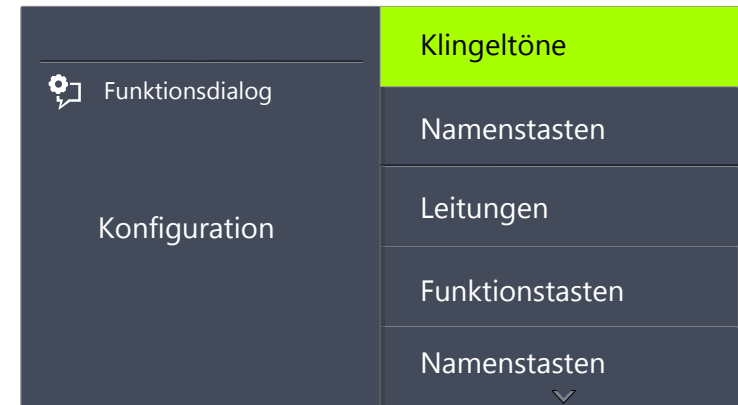 Funktionsdialog
Konfiguration
Klingeltöne
Namenstasten
Leitungen
Funktionstasten
Namenstasten